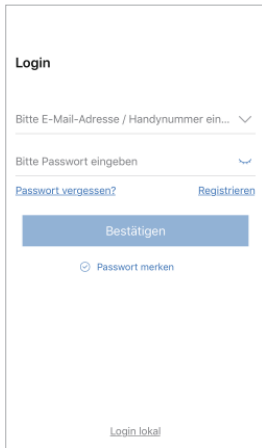 Login
Bitte E-Mail-Adresse / Handynummer ein...
Bitte Passwort eingeben
Passwort vergessen? Registrieren
Bestätigen
Passwort merken
Login lokal